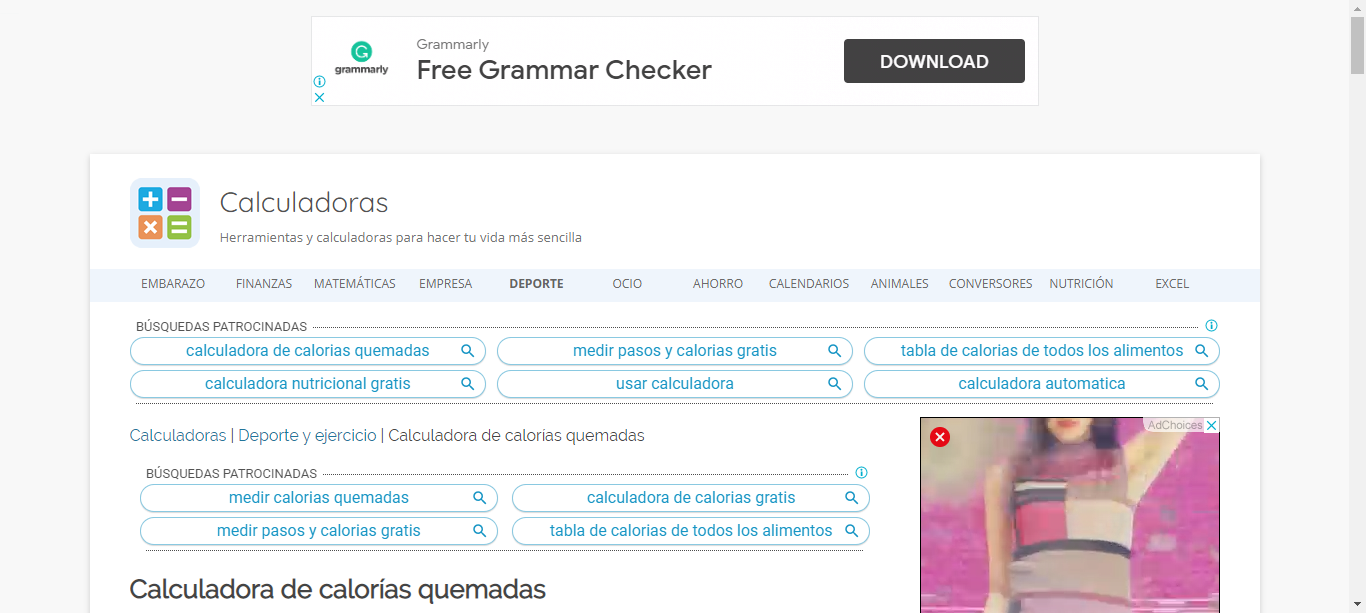 Grammarly
grammarly
Free Grammar Checker
DOWNLOAD
Calculadoras
Herramientas y calculadoras para hacer tu vida más sencilla
EMBARAZO FINANZAS MATEMÁTICAS EMPRESA DEPORTE OCIO AHORRO CALENDARIOS ANIMALES CONVERSORES NUTRICIÓN EXCEL
BÚSQUEDAS PATROCINADAS
calculadora de calorias quemadas medir pasos y calorias gratis tabla de calorias de todos los alimentos
calculadora nutricional gratis usar calculadora calculadora automatica
Calculadoras | Deporte y ejercicio | Calculadora de calorías quemadas
AdChoices
BÚSQUEDAS PATROCINADAS
medir calorias quemadas calculadora de calorias gratis
medir pasos y calorias gratis tabla de calorias de todos los alimentos
Calculadora de calorías quemadas